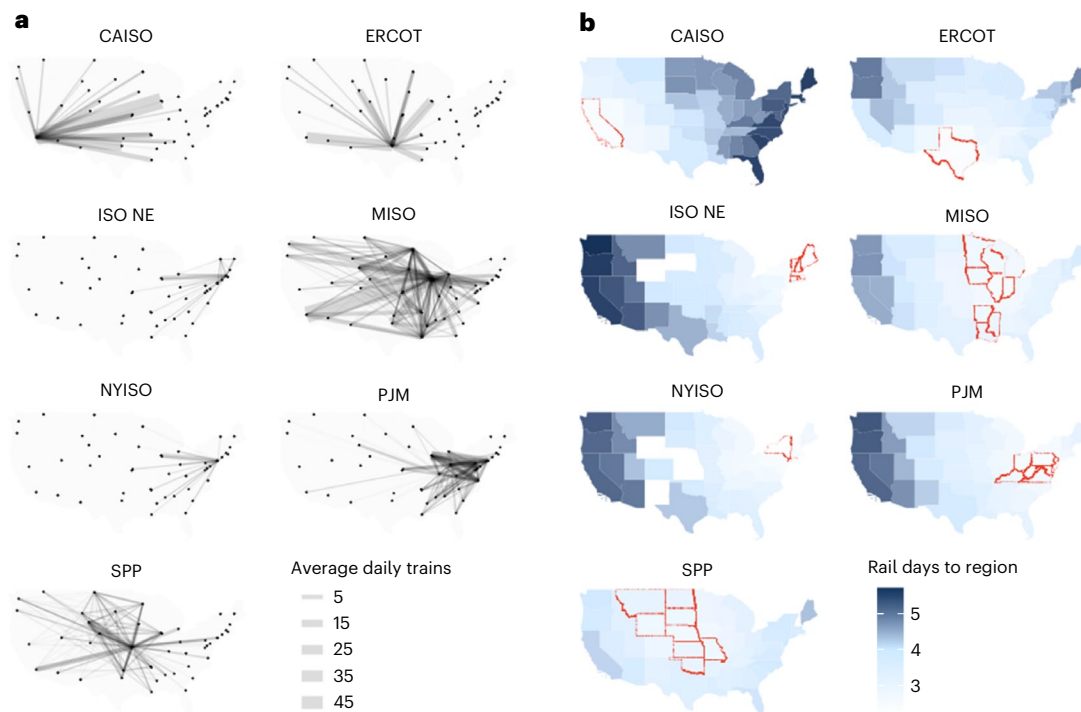 a
CAISO
ERCOT
ISO NE
MISO
NYISO
PJM
SPP
Average daily trains
5
15
25
35
45
b
CAISO
ERCOT
ISO NE
MISO
NYISO
PJM
SPP
Rail days to region
5
4
3